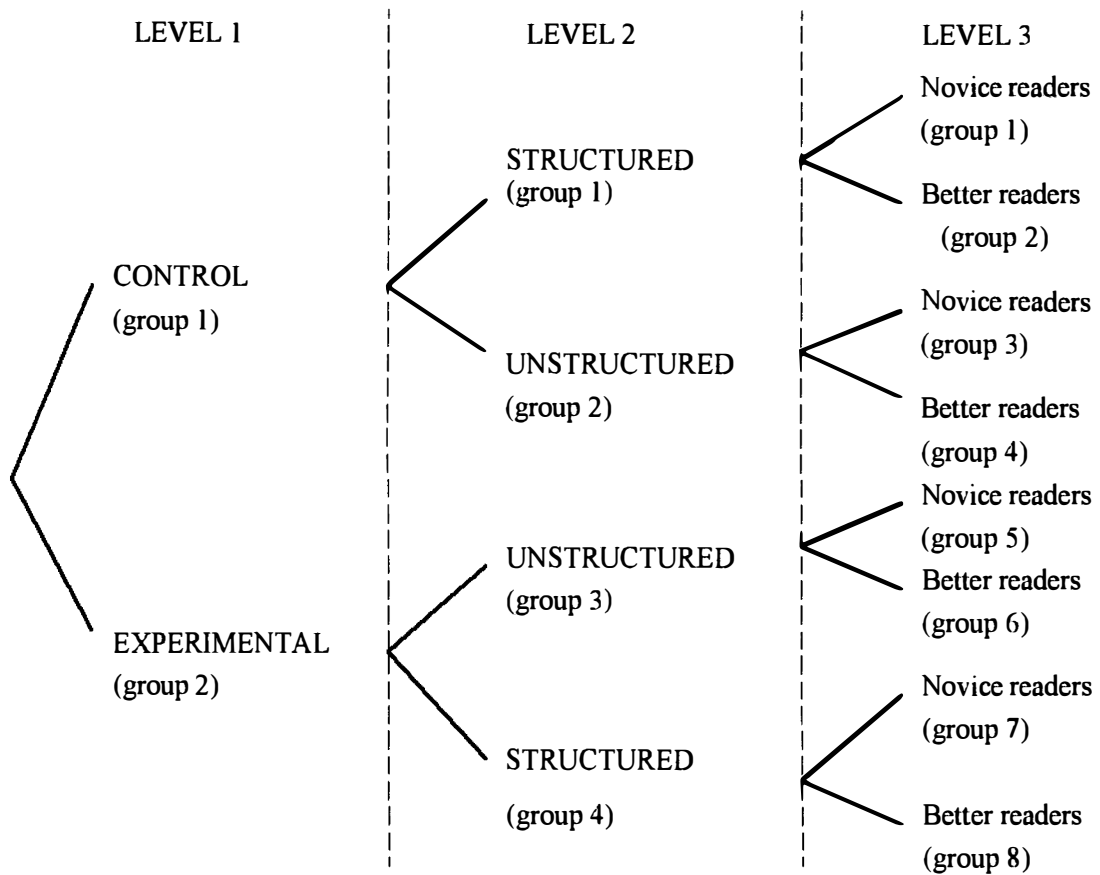 LEVEL 1
LEVEL 2
LEVEL 3
CONTROL
(group 1)
EXPERIMENTAL
(group 2)
STRUCTURED
(group 1)
UNSTRUCTURED
(group 2)
UNSTRUCTURED
(group 3)
STRUCTURED
(group 4)
Novice readers
(group 1)
Better readers
(group 2)
Novice readers
(group 3)
Better readers
(group 4)
Novice readers
(group 5)
Better readers
(group 6)
Novice readers
(group 7)
Better readers
(group 8)